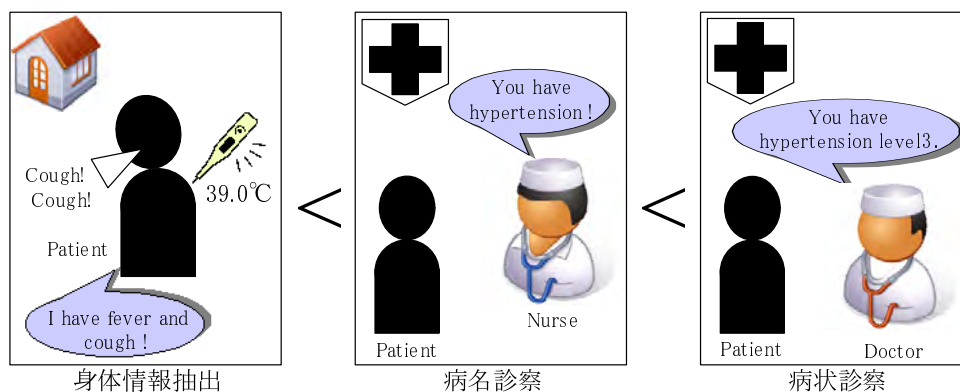 Cough!
Cough!
39.0℃
Patient
I have fever and
cough !
身体情報抽出
<
You have
hypertension !
Patient
Nurse
病名診察
<
You have
hypertension level3.
Patient
Doctor
病状診察